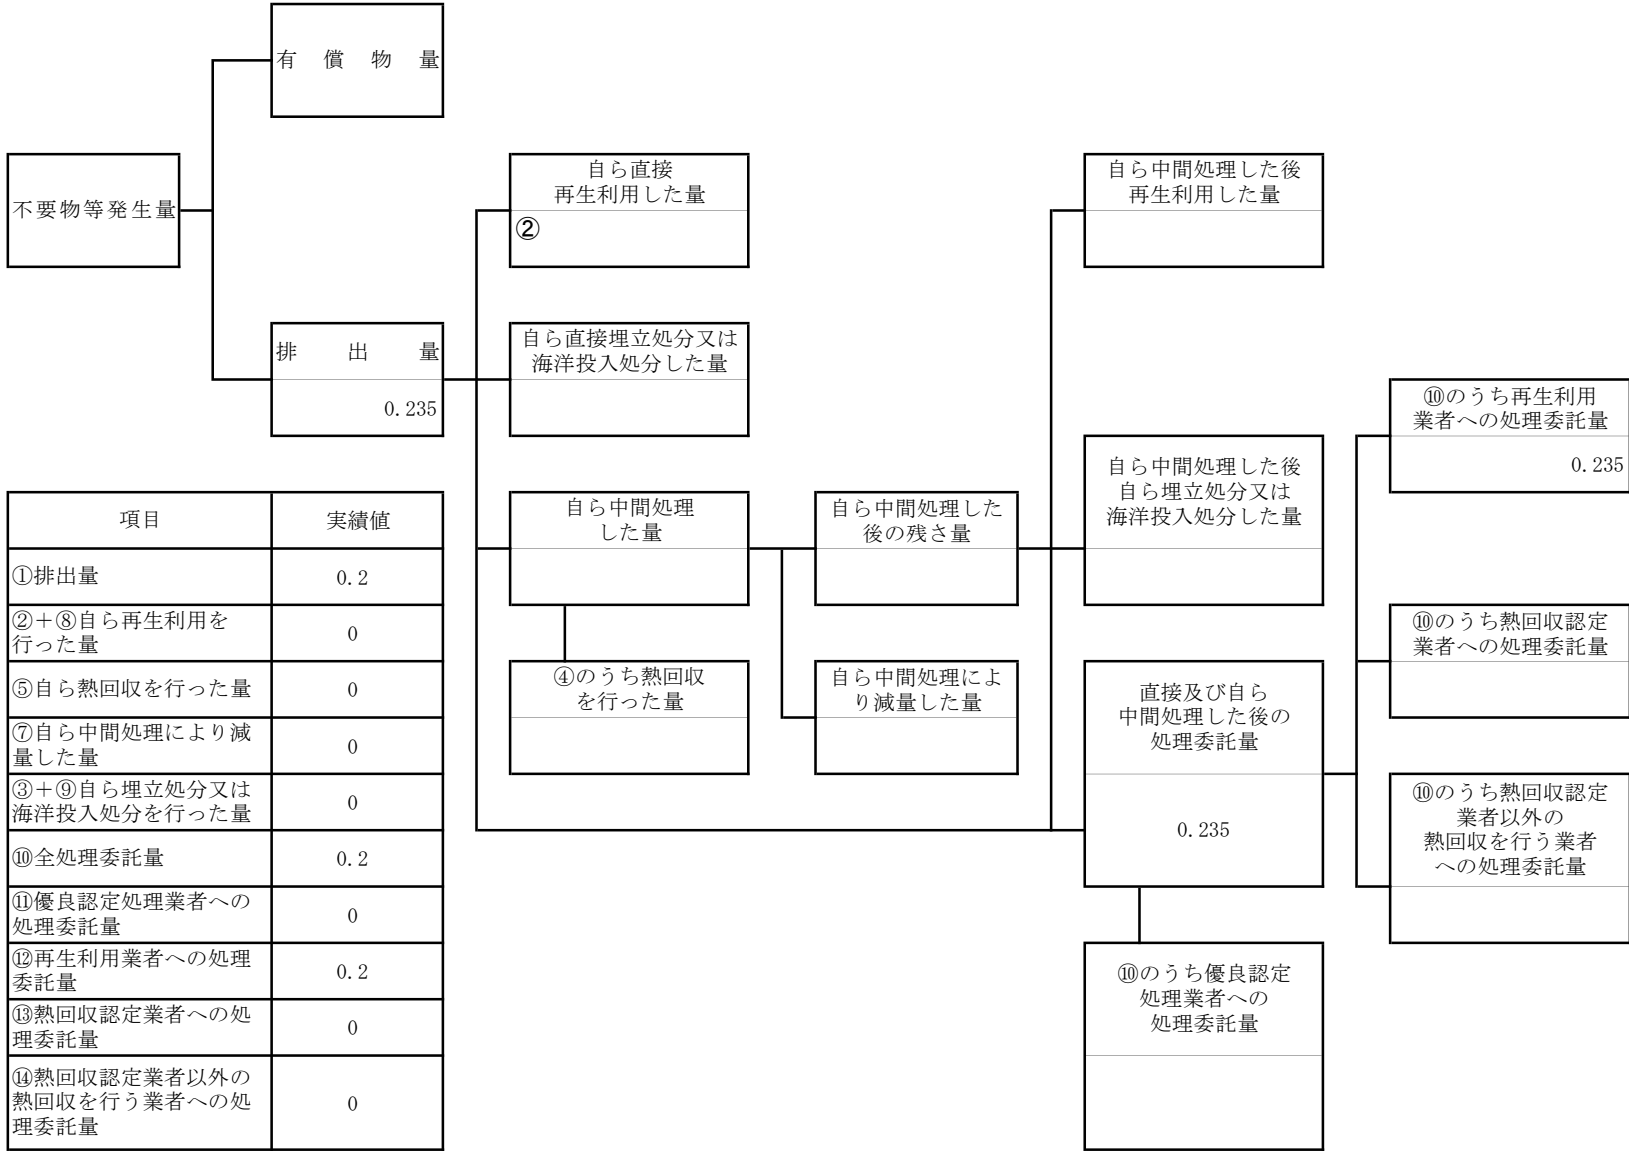 有償物量
不要物等発生量
自ら直接
再生利用した量
②
自ら中間処理した後
再生利用した量
排出量
0.235
自ら直接埋立処分又は
海洋投入処分した量
⑩のうち再生利用
業者への処理委託量
0.235
自ら中間処理
した量
自ら中間処理した
後の残さ量
自ら中間処理した後
自ら埋立処分又は
海洋投入処分した量
⑩のうち熱回収認定
業者への処理委託量
④のうち熱回収
を行った量
自ら中間処理によ
り減量した量
直接及び自ら
中間処理した後の
処理委託量
0.235
⑩のうち熱回収認定
業者以外の
熱回収を行う業者
への処理委託量
⑩のうち優良認定
処理業者への
処理委託量
項目 実績値
①排出量 0.2
②＋⑧自ら再生利用を
行った量 0
⑤自ら熱回収を行った量 0
⑦自ら中間処理により減
量した量 0
③＋⑨自ら埋立処分又は
海洋投入処分を行った量 0
⑩全処理委託量 0.2
⑪優良認定処理業者への
処理委託量 0
⑫再生利用業者への処理
委託量 0.2
⑬熱回収認定業者への処
理委託量 0
⑭熱回収認定業者以外の
熱回収を行う業者への処
理委託量 0